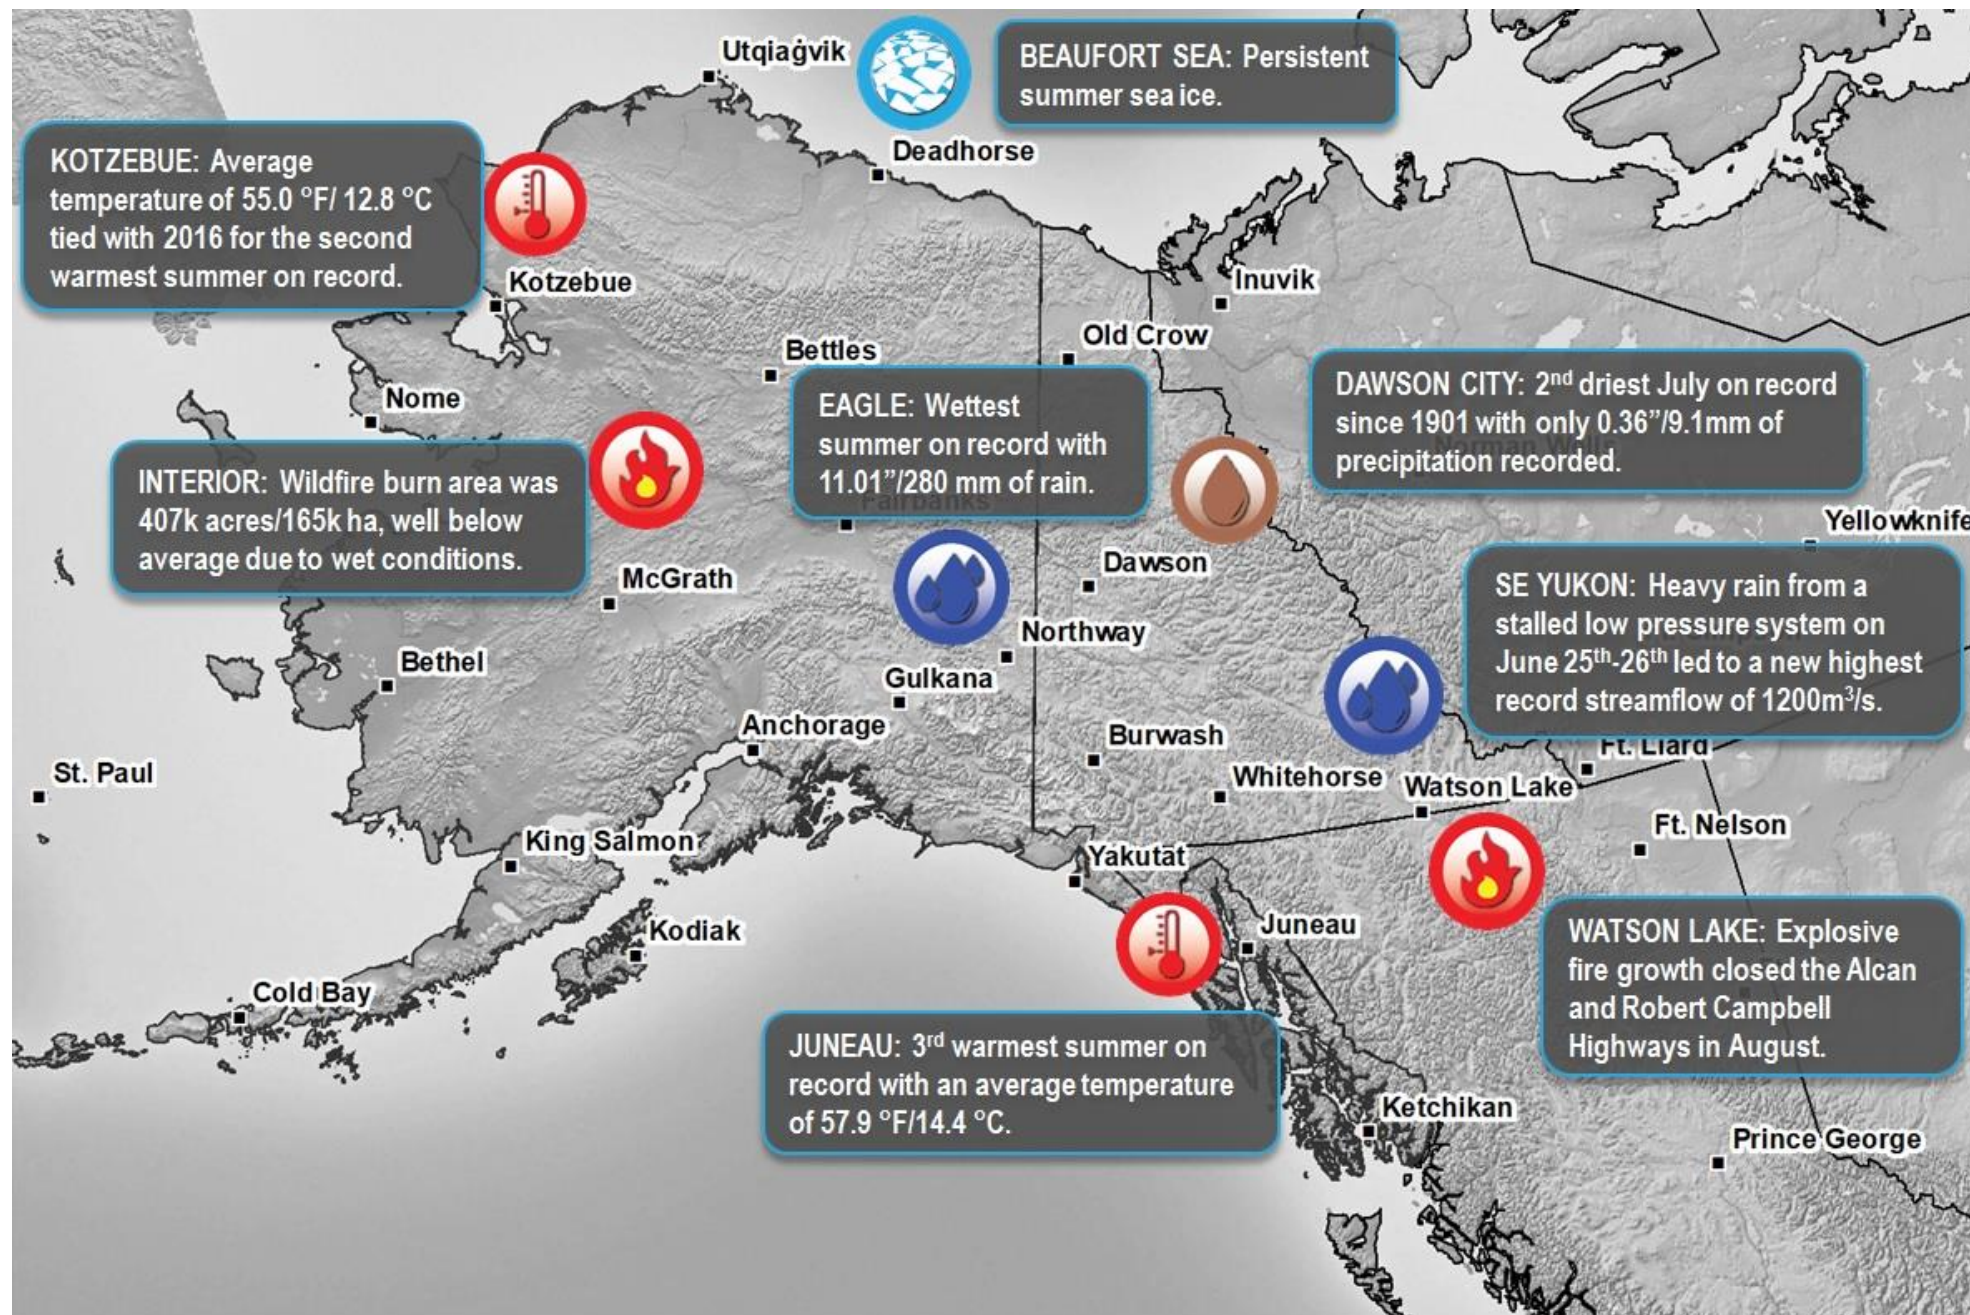 Utqiaġvik
BEAUFORT SEA: Persistent
summer sea ice.
Deadhorse
KOTZEBUE: Average
temperature of 55.0 °F/ 12.8 °C
tied with 2016 for the second
warmest summer on record.
Kotzebue
Inuvik
Old Crow
Bettles
Nome
EAGLE: Wettest
summer on record with
11.01”/280 mm of rain.
Fairbanks
DAWSON CITY: 2nd driest July on record
since 1901 with only 0.36”/9.1mm of
precipitation recorded.
Norman Wells
INTERIOR: Wildfire burn area was
407k acres/165k ha, well below
average due to wet conditions.
Yellowknife
McGrath
Dawson
SE YUKON: Heavy rain from a
stalled low pressure system on
June 25th-26th led to a new highest
record streamflow of 1200m3/s.
Northway
Bethel
Gulkana
Anchorage
Burwash
Ft. Liard
St. Paul
Whitehorse
Watson Lake
King Salmon
Ft. Nelson
Yakutat
Kodiak
Juneau
WATSON LAKE: Explosive
fire growth closed the Alcan
and Robert Campbell
Highways in August.
Cold Bay
JUNEAU: 3rd warmest summer on
record with an average temperature
of 57.9 °F/14.4 °C.
Ketchikan
Prince George